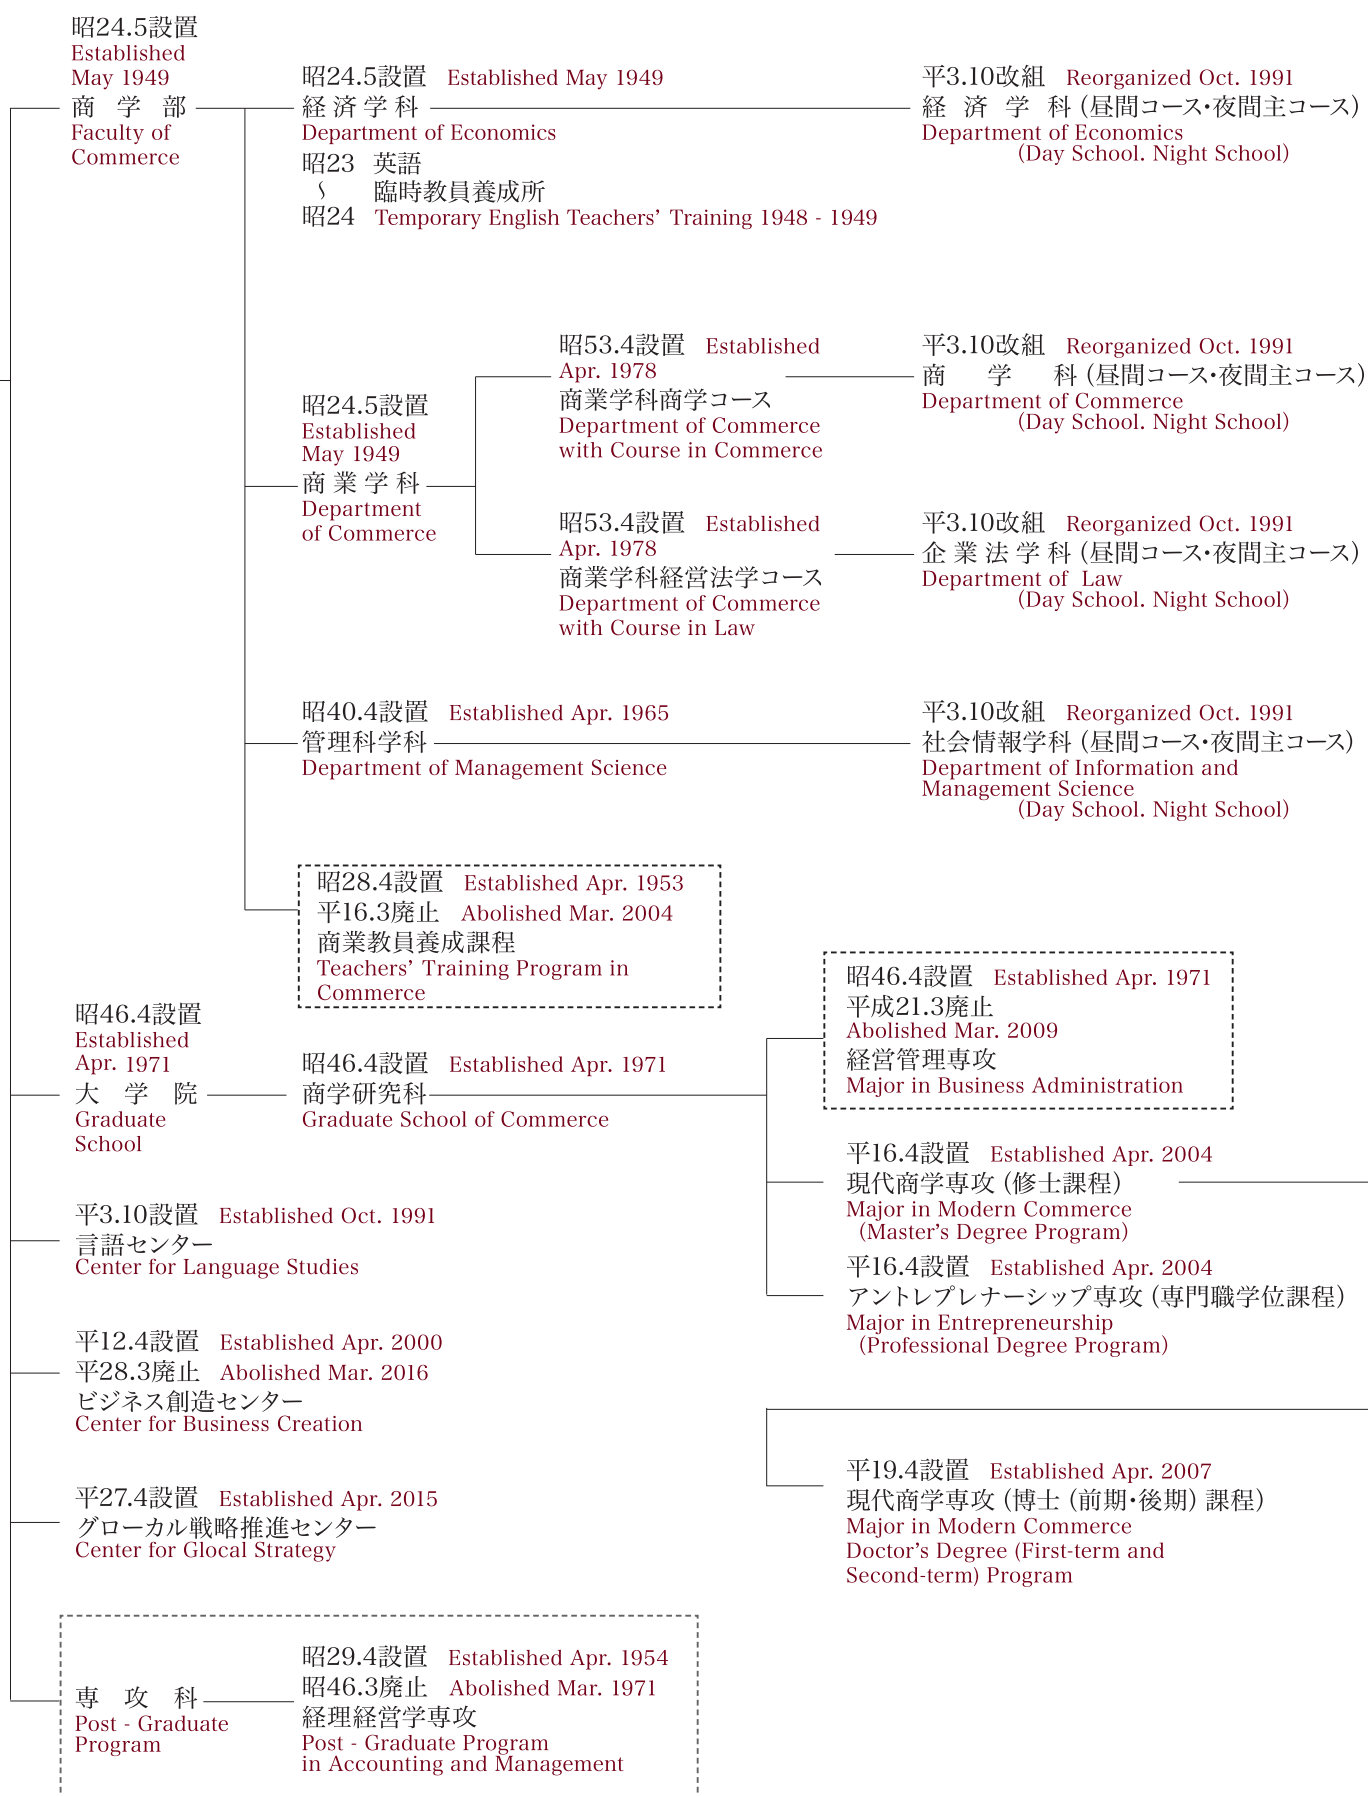 昭24.5設置
Established
May 1949
商学部
Faculty of
Commerce
昭24.5設置 Established May 1949
経済学科
Department of Economics
昭23 英語
〜 臨時教員養成所
昭24 Temporary English Teachers’ Training 1948 - 1949
平3.10改組 Reorganized Oct. 1991
経済学科（昼間コース・夜間主コース）
Department of Economics
(Day School. Night School)
昭24.5設置
Established
May 1949
商業学科
Department
of Commerce
昭53.4設置 Established
Apr. 1978
商業学科商学コース
Department of Commerce
with Course in Commerce
平3.10改組 Reorganized Oct. 1991
商学科（昼間コース・夜間主コース）
Department of Commerce
(Day School. Night School)
昭53.4設置 Established
Apr. 1978
商業学科経営法学コース
Department of Commerce
with Course in Law
平3.10改組 Reorganized Oct. 1991
企業法学科（昼間コース・夜間主コース）
Department of Law
(Day School. Night School)
昭40.4設置 Established Apr. 1965
管理科学科
Department of Management Science
平3.10改組 Reorganized Oct. 1991
社会情報学科（昼間コース・夜間主コース）
Department of Information and
Management Science
(Day School. Night School)
昭28.4設置 Established Apr. 1953
平16.3廃止 Abolished Mar. 2004
商業教員養成課程
Teachers’ Training Program in
Commerce
昭46.4設置
Established
Apr. 1971
大学院
Graduate
School
昭46.4設置 Established Apr. 1971
商学研究科
Graduate School of Commerce
昭46.4設置 Established Apr. 1971
平成21.3廃止
Abolished Mar. 2009
経営管理専攻
Major in Business Administration
平16.4設置 Established Apr. 2004
現代商学専攻（修士課程）
Major in Modern Commerce
(Master’s Degree Program)
平16.4設置 Established Apr. 2004
アントレプレナーシップ専攻（専門職学位課程）
Major in Entrepreneurship
(Professional Degree Program)
平19.4設置 Established Apr. 2007
現代商学専攻（博士（前期・後期）課程）
Major in Modern Commerce
Doctor’s Degree (First-term and
Second-term) Program
平3.10設置 Established Oct. 1991
言語センター
Center for Language Studies
平12.4設置 Established Apr. 2000
平28.3廃止 Abolished Mar. 2016
ビジネス創造センター
Center for Business Creation
平27.4設置 Established Apr. 2015
グローカル戦略推進センター
Center for Glocal Strategy
専攻科
Post - Graduate
Program
昭29.4設置 Established Apr. 1954
昭46.3廃止 Abolished Mar. 1971
経理経営学専攻
Post - Graduate Program
in Accounting and Management